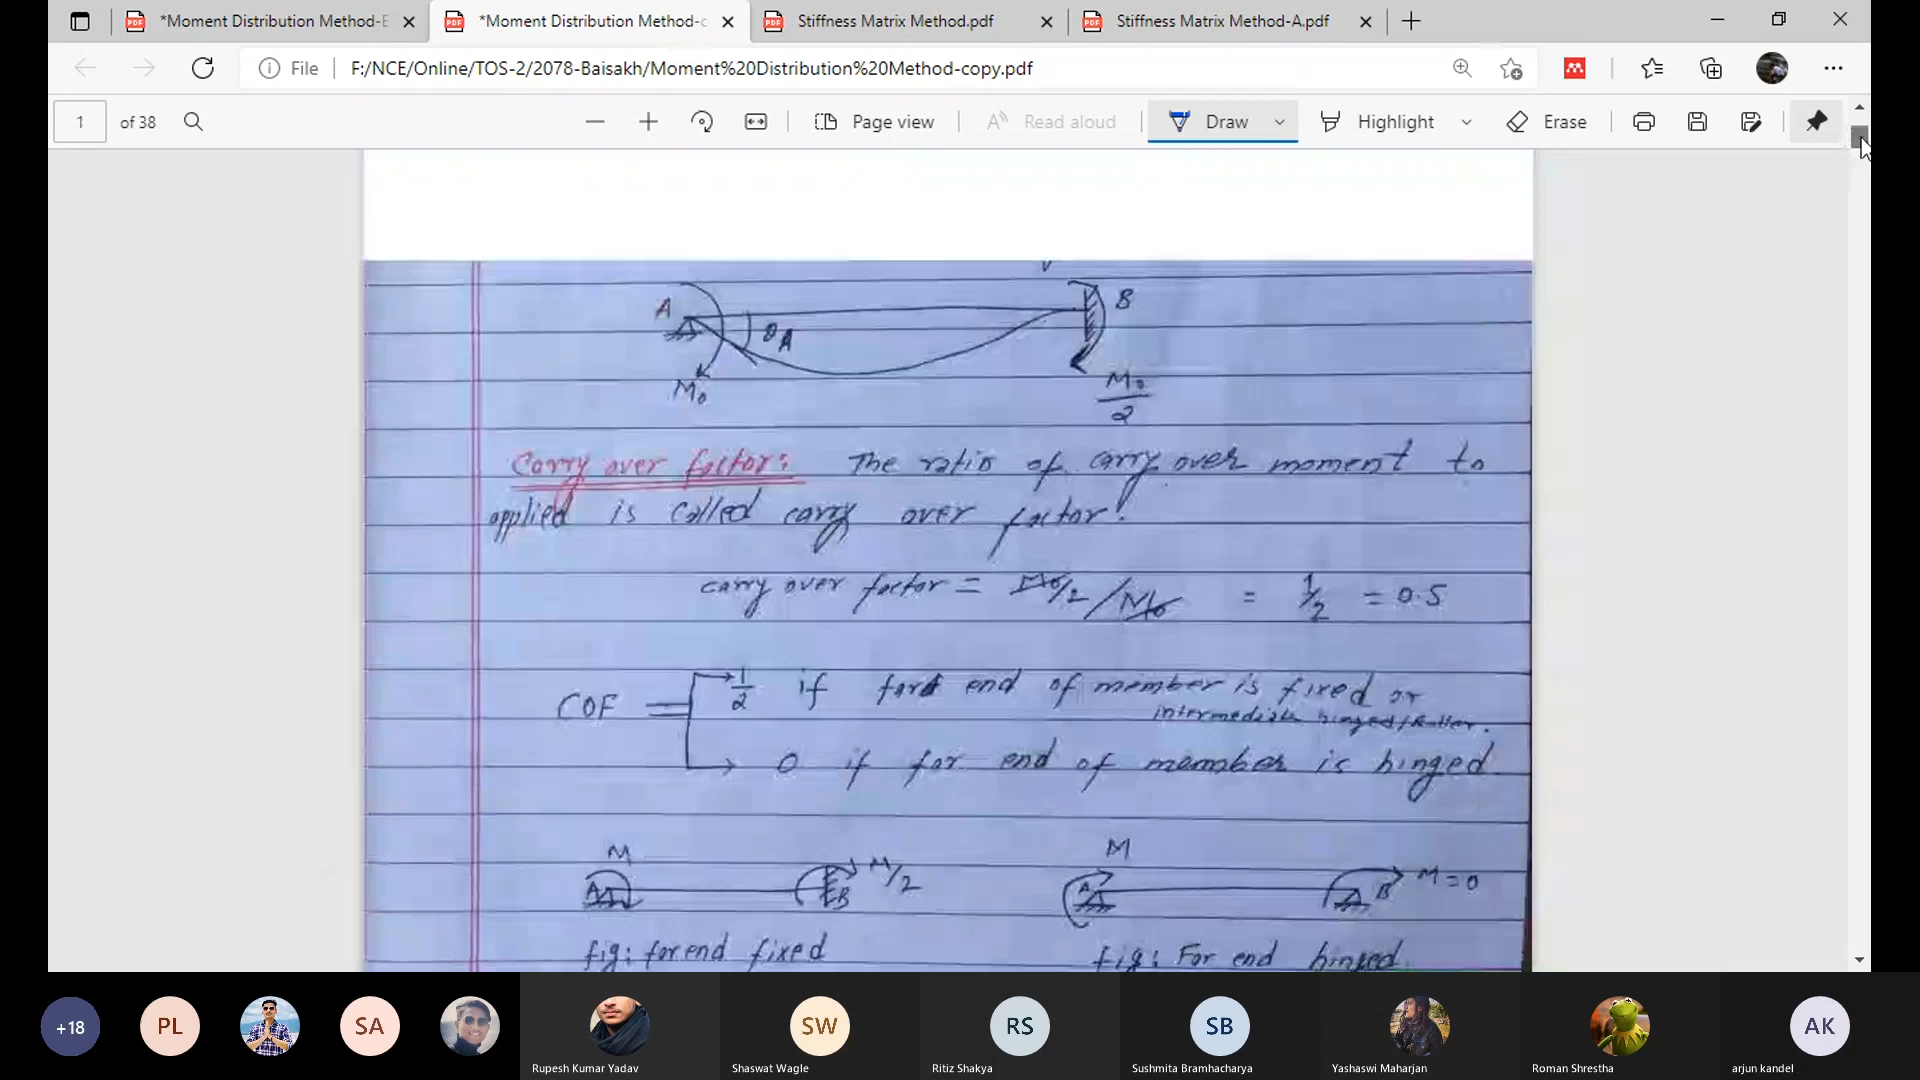 *Moment Distribution Method-E
*Moment Distribution Method-c
Stiffness Matrix Method.pdf
Stiffness Matrix Method-A.pdf
File
F:/NCE/Online/TOS-2/2078-Baisakh/Moment%20Distribution%20Method-copy.pdf
1 of 38
Page view
Read aloud
Draw
Highlight
Erase
A
B
θA
M₀
M₀/2
Carry over factor: The ratio of carry over moment to
applied is called carry over factor.
carry over factor = M₀/2 / M₀ = 1/2 = 0.5
COF = 1/2 if far end of member is fixed or
intermediate hinged/Roller.
0 if far end of member is hinged
M
M/2
M
M=0
A
B
A
B
fig: far end fixed
fig: Far end hinged
+18
PL
SA
SW
RS
SB
AK
Rupesh Kumar Yadav
Shaswat Wagle
Ritiz Shakya
Sushmita Bramhacharya
Yashaswi Maharjan
Roman Shrestha
arjun kandel